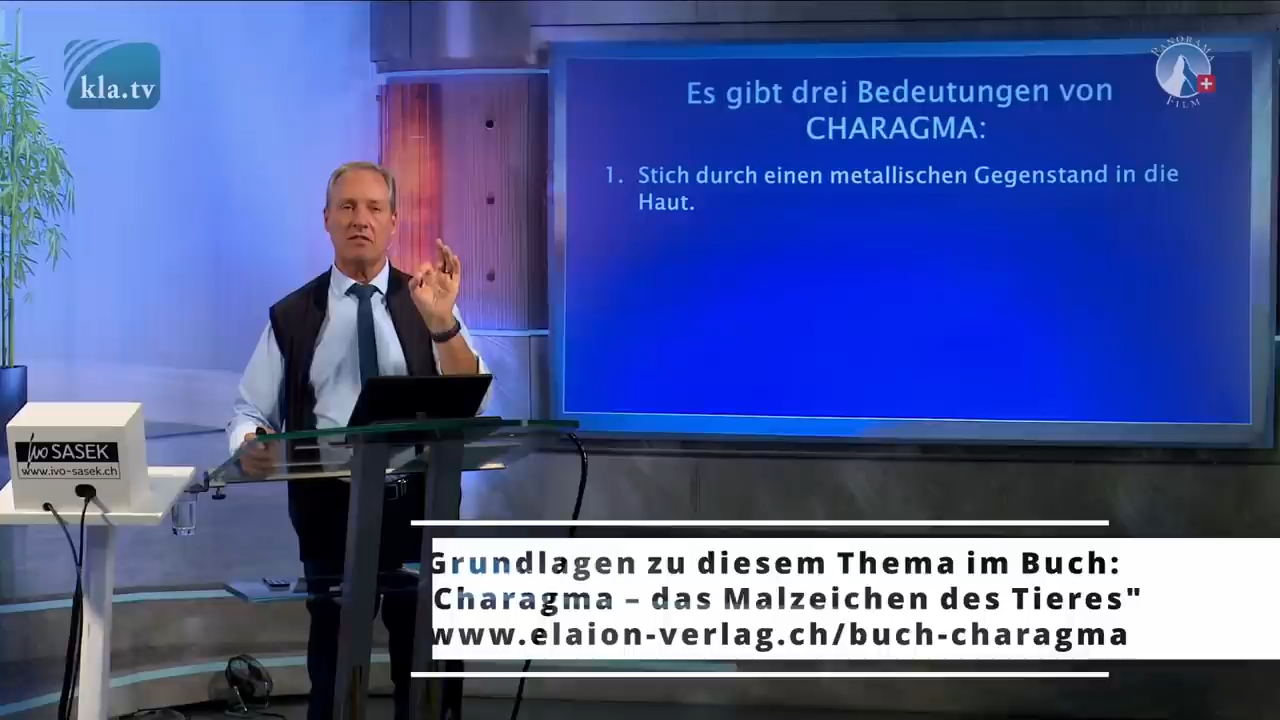 kla.tv
PANORAMA
FILM
Es gibt drei Bedeutungen von
CHARAGMA:
1. Stich durch einen metallischen Gegenstand in die
Haut.
Ivo SASEK
www.ivo-sasek.ch
Grundlagen zu diesem Thema im Buch:
Charagma – das Malzeichen des Tieres"
www.elaion-verlag.ch/buch-charagma